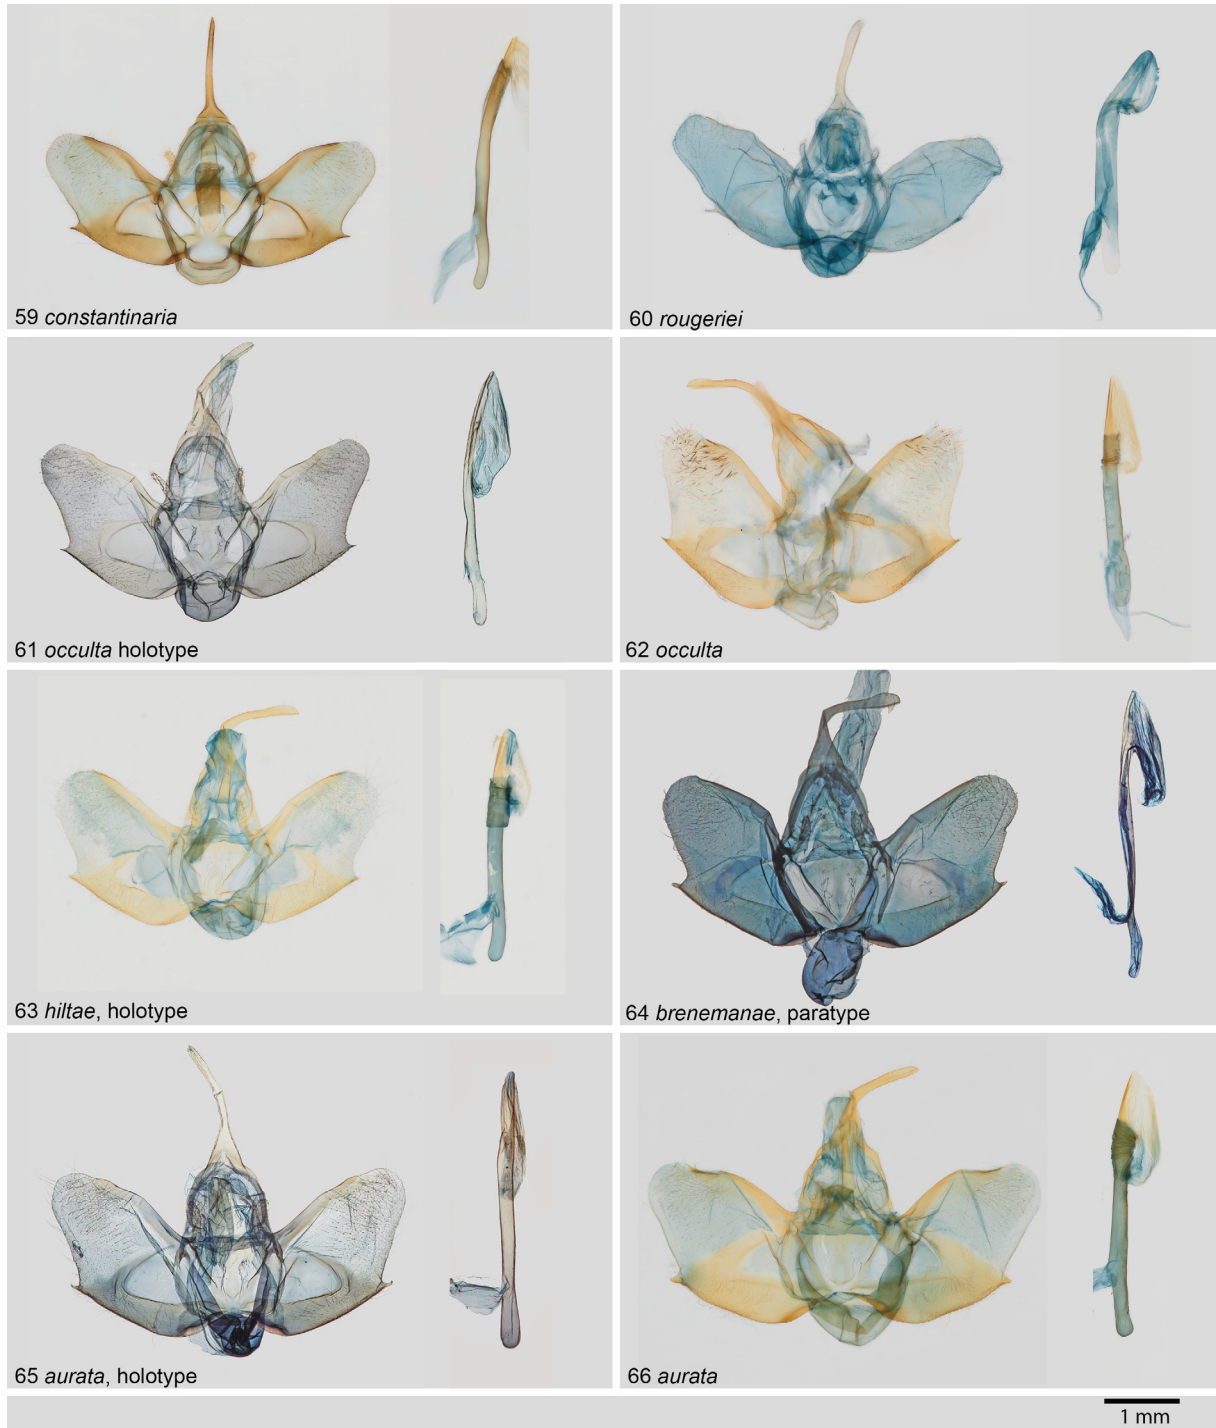 59 constantinaria
60 rougeriei
61 occulta holotype
62 occulta
63 hiltae, holotype
64 brenemanae, paratype
65 aurata, holotype
66 aurata
1 mm